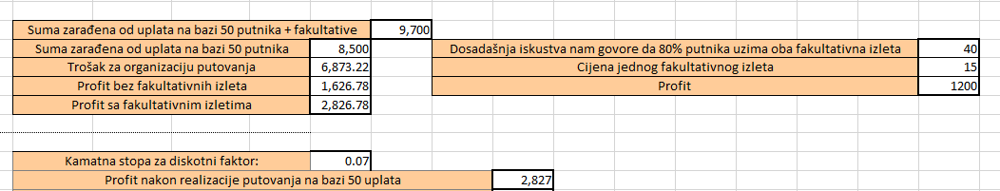 Suma zarađena od uplata na bazi 50 putnika + fakultative 9,700
Suma zarađena od uplata na bazi 50 putnika 8,500 Dosadašnja iskustva nam govore da 80% putnika uzima oba fakultativna izleta 40
Trošak za organizaciju putovanja 6,873.22 Cijena jednog fakultativnog izleta 15
Profit bez fakultativnih izleta 1,626.78 Profit 1200
Profit sa fakultativnim izletima 2,826.78
Kamatna stopa za diskotni faktor: 0.07
Profit nakon realizacije putovanja na bazi 50 uplata 2,827